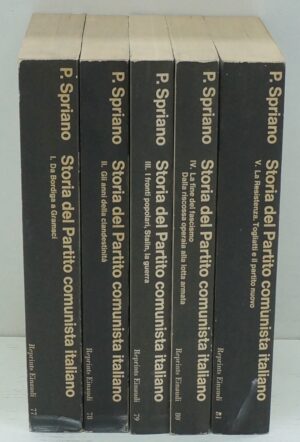 P. Spriano
Storia del Partito comunista italiano
I. Da Bordiga a Gramsci
Reprints Einaudi
77
P. Spriano
Storia del Partito comunista italiano
II. Gli anni della clandestinità
Reprints Einaudi
78
P. Spriano
Storia del Partito comunista italiano
III. I fronti popolari, Stalin, la guerra
Reprints Einaudi
79
P. Spriano
Storia del Partito comunista italiano
IV. La fine del fascismo
Dalla riscossa operaia alla lotta armata
Reprints Einaudi
80
P. Spriano
Storia del Partito comunista italiano
V. La Resistenza. Togliatti e il partito nuovo
Reprints Einaudi
81